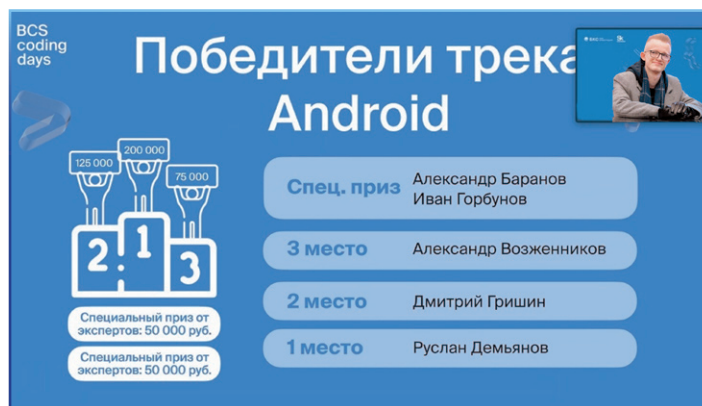 BCS
coding
days
Победители трека
Android
125 000
200 000
75 000
2
1
3
Специальный приз от
экспертов: 50 000 руб.
Специальный приз от
экспертов: 50 000 руб.
Спец. приз
Александр Баранов
Иван Горбунов
3 место
Александр Возженников
2 место
Дмитрий Гришин
1 место
Руслан Демьянов